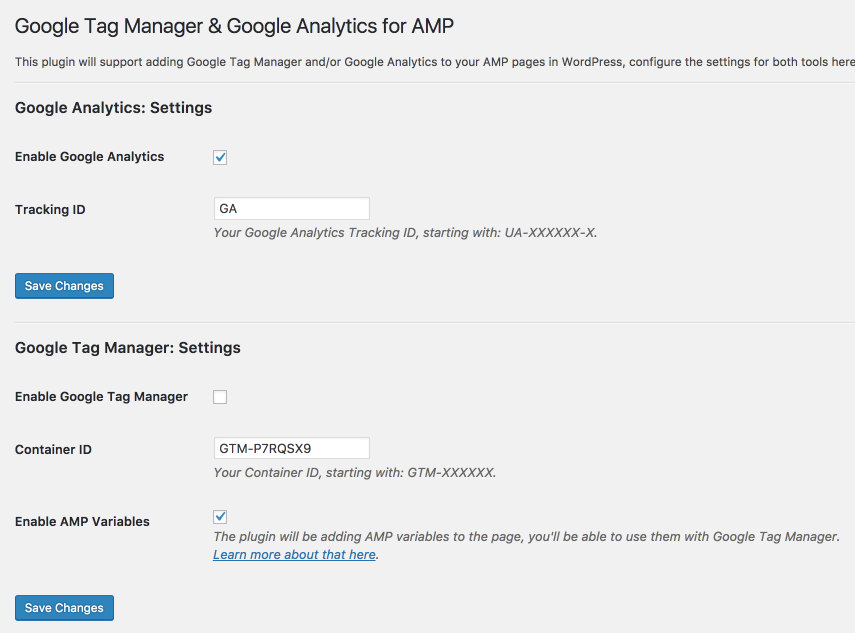 Google Tag Manager & Google Analytics for AMP
This plugin will support adding Google Tag Manager and/or Google Analytics to your AMP pages in WordPress, configure the settings for both tools here
Google Analytics: Settings
Enable Google Analytics
Tracking ID
GA
Your Google Analytics Tracking ID, starting with: UA-XXXXXX-X.
Save Changes
Google Tag Manager: Settings
Enable Google Tag Manager
Container ID
GTM-P7RQSX9
Your Container ID, starting with: GTM-XXXXXX.
Enable AMP Variables
The plugin will be adding AMP variables to the page, you'll be able to use them with Google Tag Manager.
Learn more about that here.
Save Changes